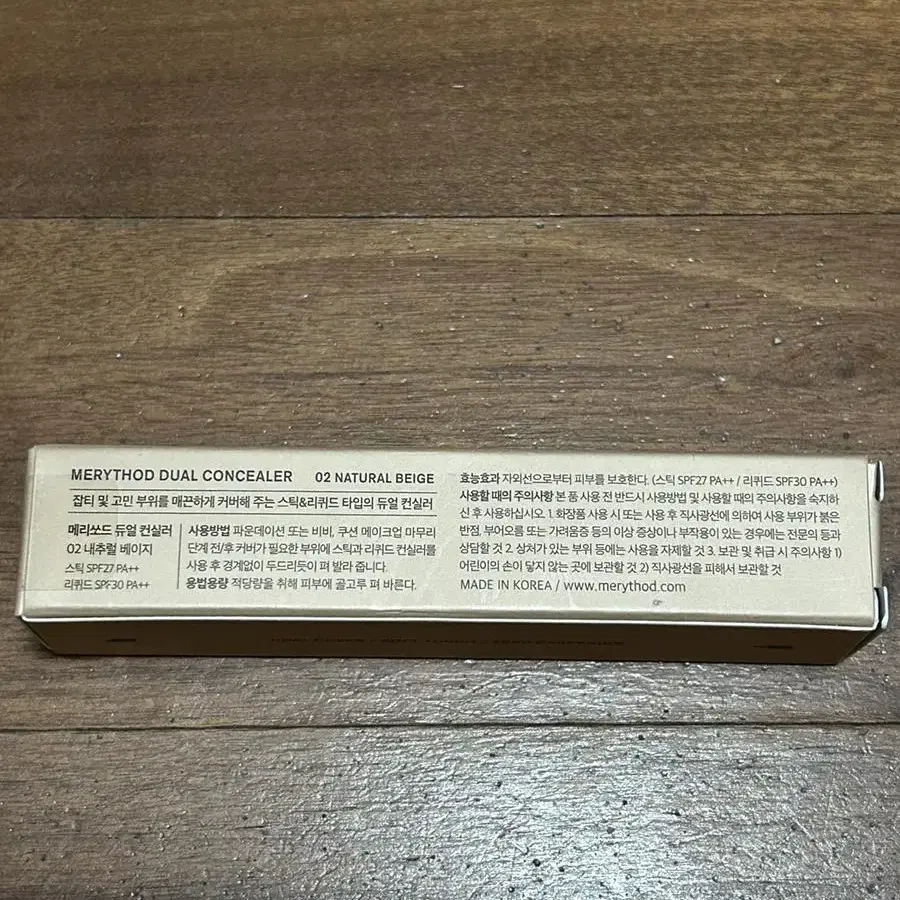 MERYTHOD DUAL CONCEALER 02 NATURAL BEIGE
잡티 및 고민 부위를 매끈하게 커버해 주는 스틱&리퀴드 타입의 듀얼 컨실러
메리쏘드 듀얼 컨실러
02 내추럴 베이지
스틱 SPF27 PA++
리퀴드 SPF30 PA++
사용방법 파운데이션 또는 비비, 쿠션 메이크업 마무리
단계 전/후 커버가 필요한 부위에 스틱과 리퀴드 컨실러를
사용 후 경계없이 두드리듯이 펴 발라 줍니다.
용법용량 적당량을 취해 피부에 골고루 펴 바른다.
효능효과 자외선으로부터 피부를 보호한다. (스틱 SPF27 PA++ / 리퀴드 SPF30 PA++)
사용할 때의 주의사항 본 품 사용 전 반드시 사용방법 및 사용할 때의 주의사항을 숙지하
신 후 사용하십시오. 1. 화장품 사용 시 또는 사용 후 직사광선에 의하여 사용 부위가 붉은
반점, 부어오름 또는 가려움증 등의 이상 증상이나 부작용이 있는 경우에는 전문의 등과
상담할 것 2. 상처가 있는 부위 등에는 사용을 자제할 것 3. 보관 및 취급 시 주의사항 1)
어린이의 손이 닿지 않는 곳에 보관할 것 2) 직사광선을 피해서 보관할 것
MADE IN KOREA / www.merythod.com